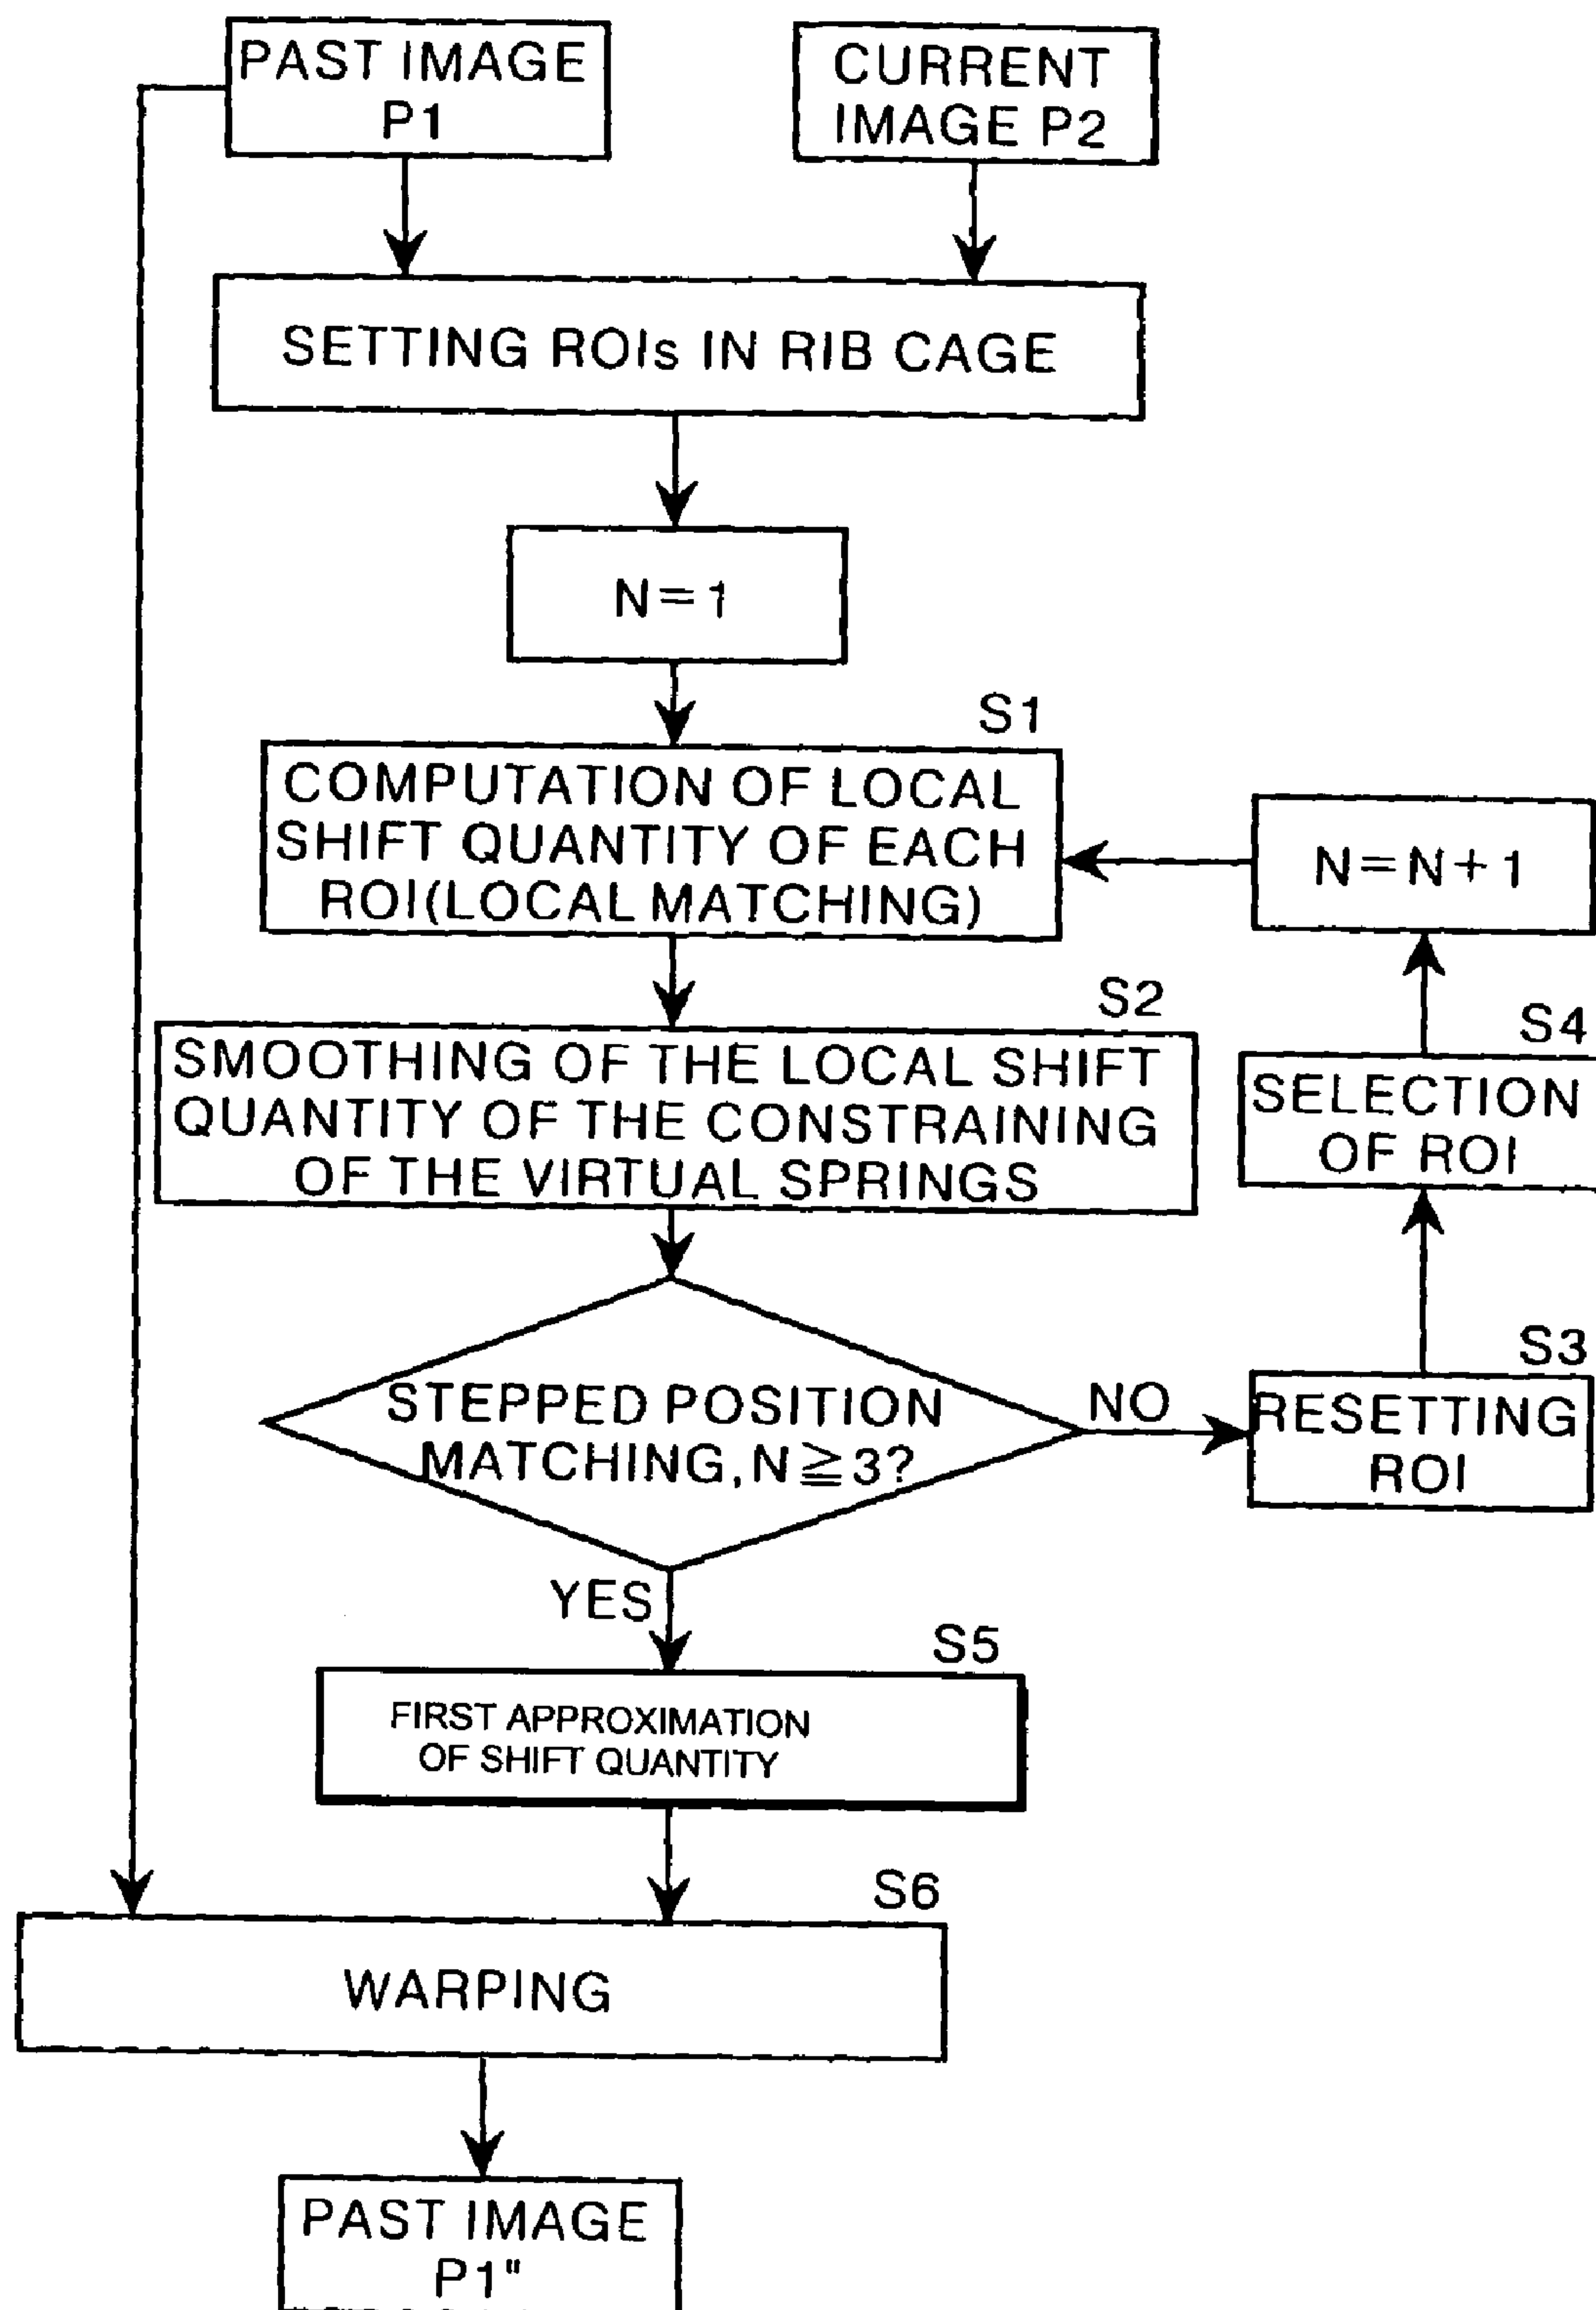 PAST IMAGE
P1
CURRENT
IMAGE P2
SETTING ROIs IN RIB CAGE
N=1
S1
COMPUTATION OF LOCAL
SHIFT QUANTITY OF EACH
ROI(LOCAL MATCHING)
N=N+1
S2
SMOOTHING OF THE LOCAL SHIFT
QUANTITY OF THE CONSTRAINING
OF THE VIRTUAL SPRINGS
S4
SELECTION
OF ROI
STEPPED POSITION
MATCHING, N≧3?
NO
S3
RESETTING
ROI
YES
S5
FIRST APPROXIMATION
OF SHIFT QUANTITY
S6
WARPING
PAST IMAGE
P1"